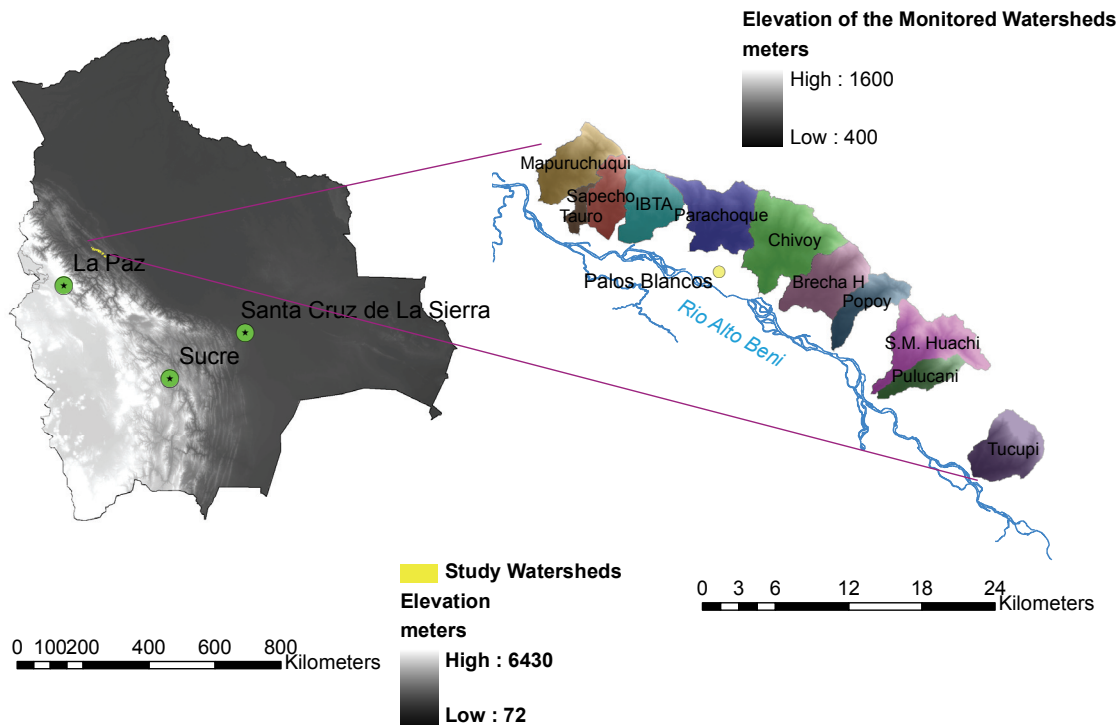 Elevation of the Monitored Watersheds
meters
High : 1600
Low : 400
Mapuruchuqui
Sapecho
Tauro
IBTA
Parachoque
Chivoy
Brecha H
Popoy
S.M. Huachi
Pulucani
Tucupi
Palos Blancos
Rio Alto Beni
La Paz
Santa Cruz de La Sierra
Sucre
Study Watersheds
Elevation
meters
High : 6430
Low : 72
0 3 6 12 18 24
Kilometers
0 100 200 400 600 800
Kilometers